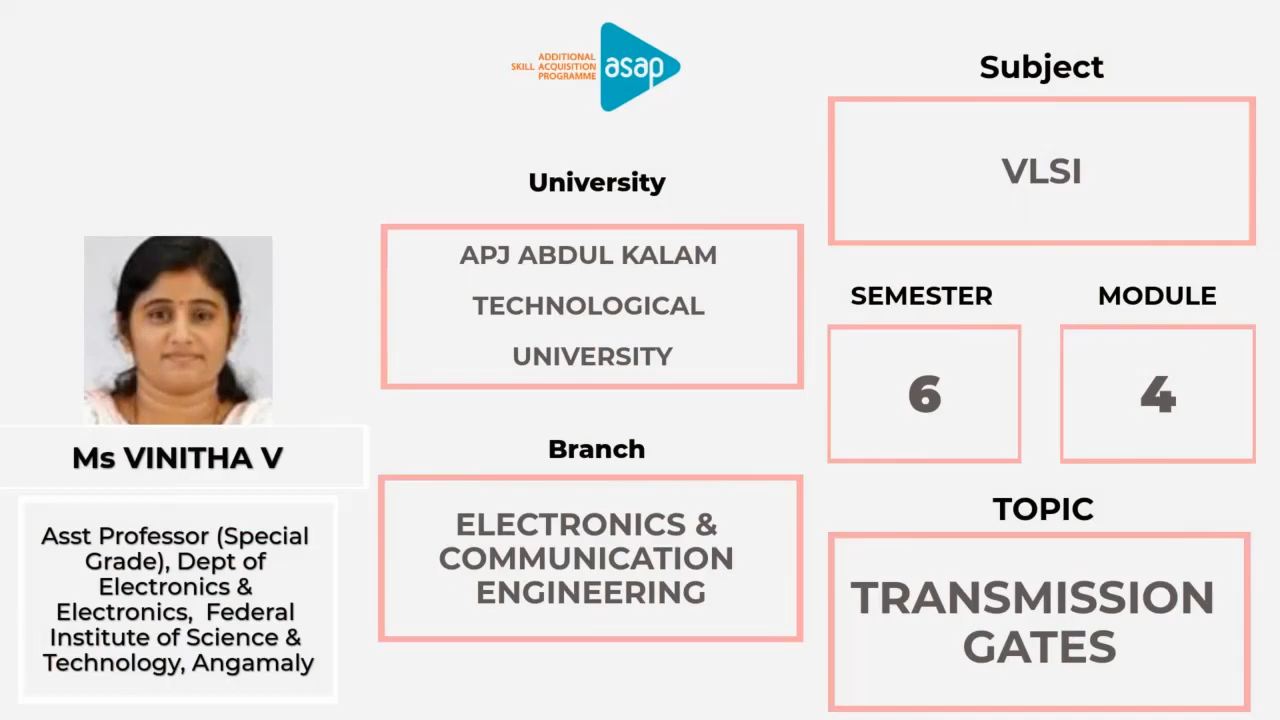 ADDITIONAL
SKILL ACQUISITION
PROGRAMME
asap
University
APJ ABDUL KALAM
TECHNOLOGICAL
UNIVERSITY
Branch
ELECTRONICS &
COMMUNICATION
ENGINEERING
Subject
VLSI
SEMESTER
6
MODULE
4
TOPIC
TRANSMISSION
GATES
Ms VINITHA V
Asst Professor (Special
Grade), Dept of
Electronics &
Electronics, Federal
Institute of Science &
Technology, Angamaly